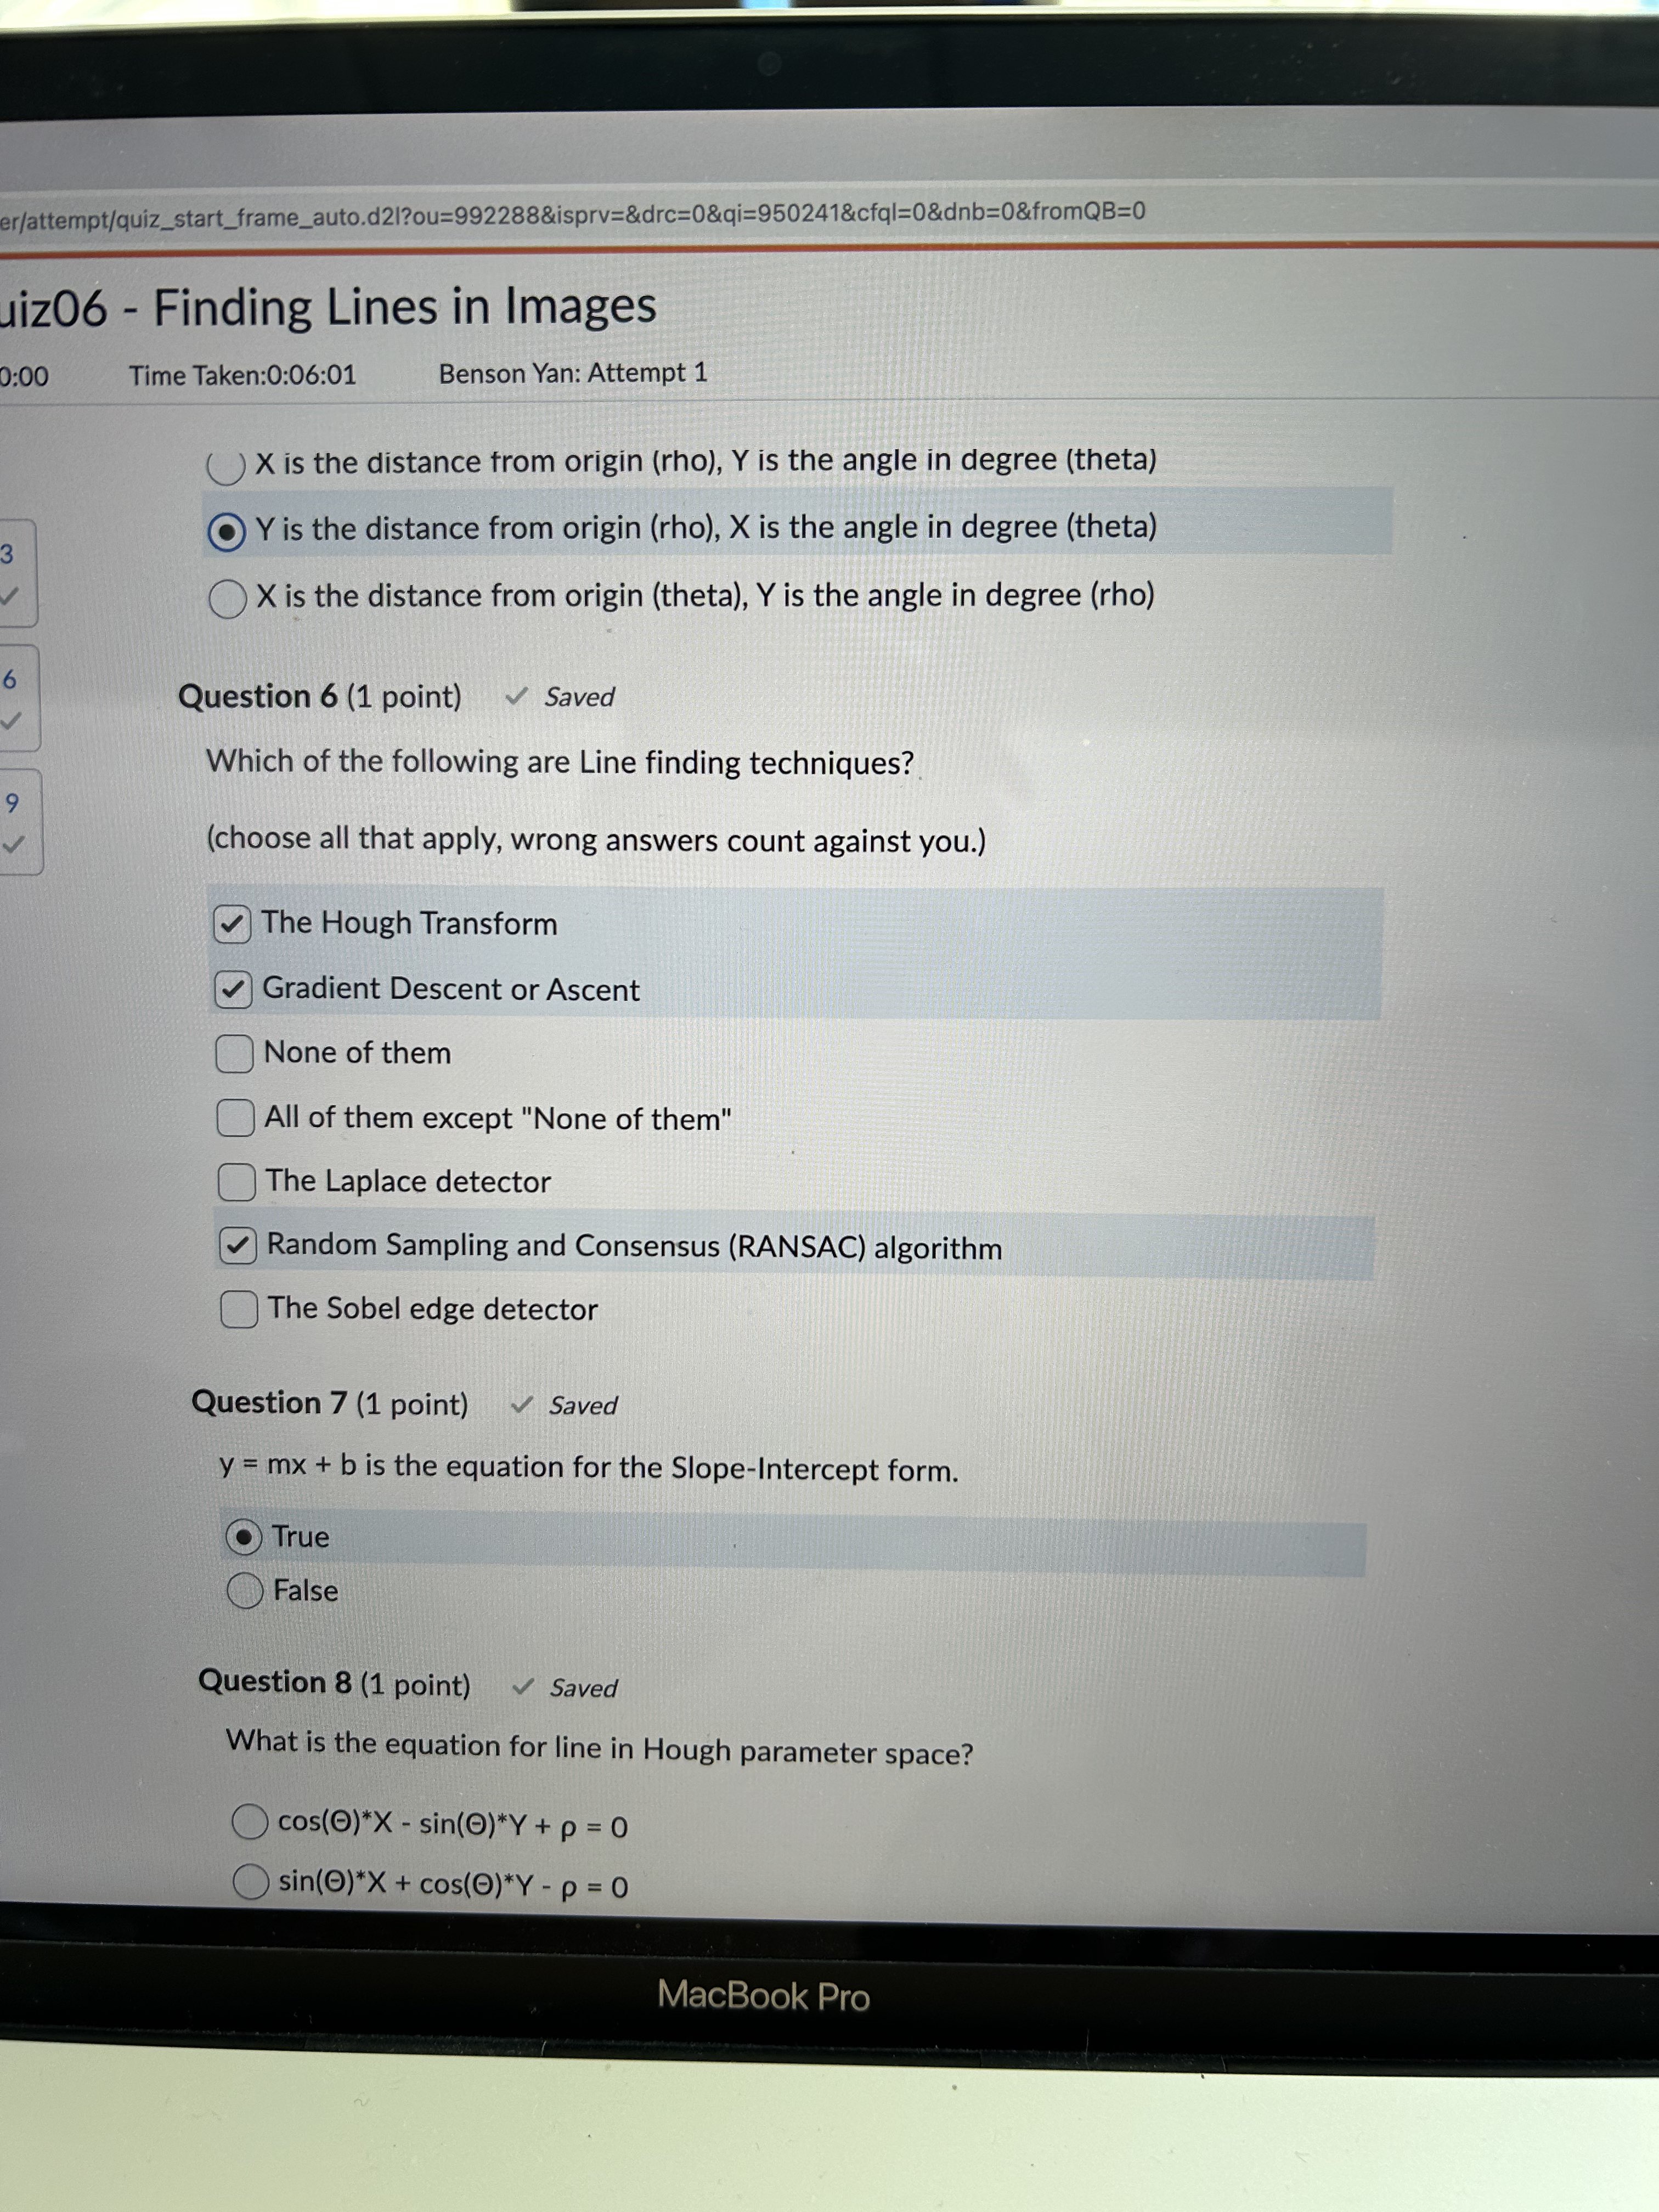 er/attempt/quiz_start_frame_auto.d2l?ou=992288&isprv=&drc=0&qi=950241&cfql=0&dnb=0&fromQB=0
uiz06 - Finding Lines in Images
0:00 Time Taken:0:06:01 Benson Yan: Attempt 1
X is the distance from origin (rho), Y is the angle in degree (theta)
Y is the distance from origin (rho), X is the angle in degree (theta)
3
X is the distance from origin (theta), Y is the angle in degree (rho)
6
Question 6 (1 point) Saved
Which of the following are Line finding techniques?
9
(choose all that apply, wrong answers count against you.)
The Hough Transform
Gradient Descent or Ascent
None of them
All of them except "None of them"
The Laplace detector
Random Sampling and Consensus (RANSAC) algorithm
The Sobel edge detector
Question 7 (1 point) Saved
y = mx + b is the equation for the Slope-Intercept form.
True
False
Question 8 (1 point) Saved
What is the equation for line in Hough parameter space?
cos(Θ)*X - sin(Θ)*Y + ρ = 0
sin(Θ)*X + cos(Θ)*Y - ρ = 0
MacBook Pro